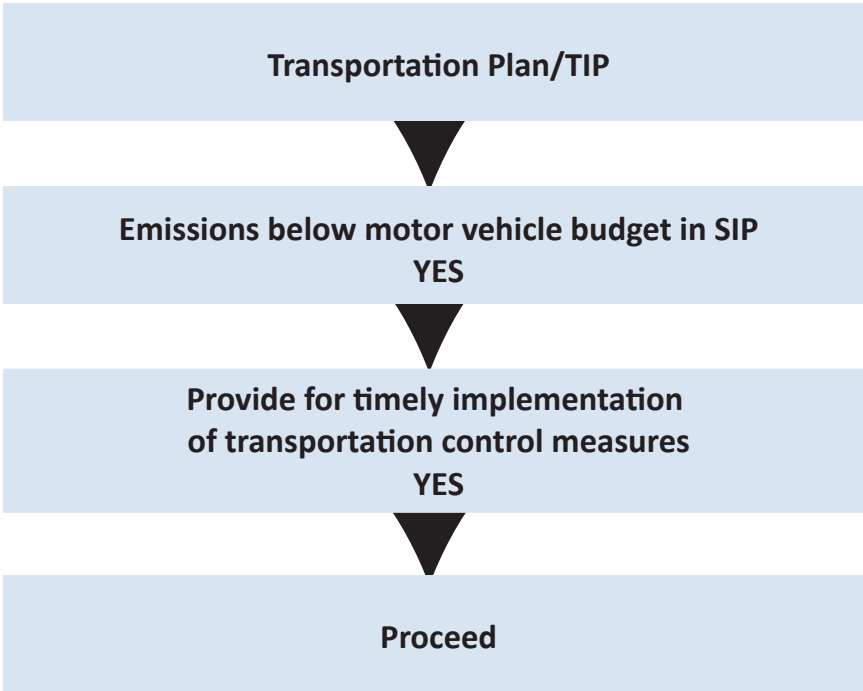 Transportation Plan/TIP
Emissions below motor vehicle budget in SIP
YES
Provide for timely implementation
of transportation control measures
YES
Proceed